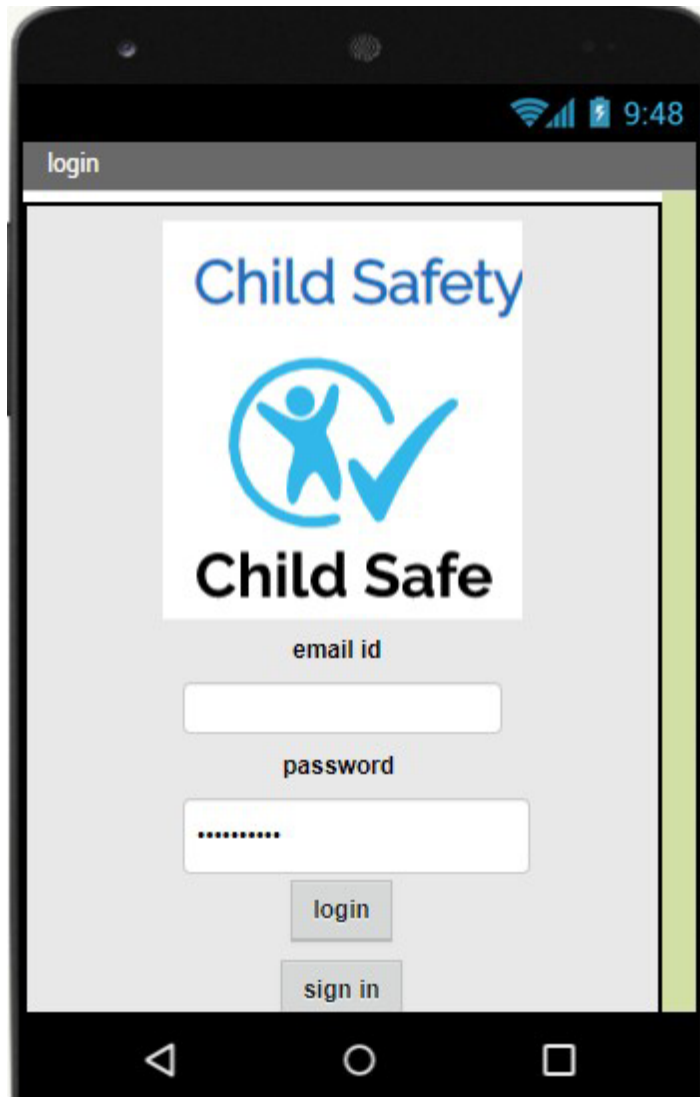 9:48
login
Child Safety
Child Safe
email id
password
••••••••••
login
sign in